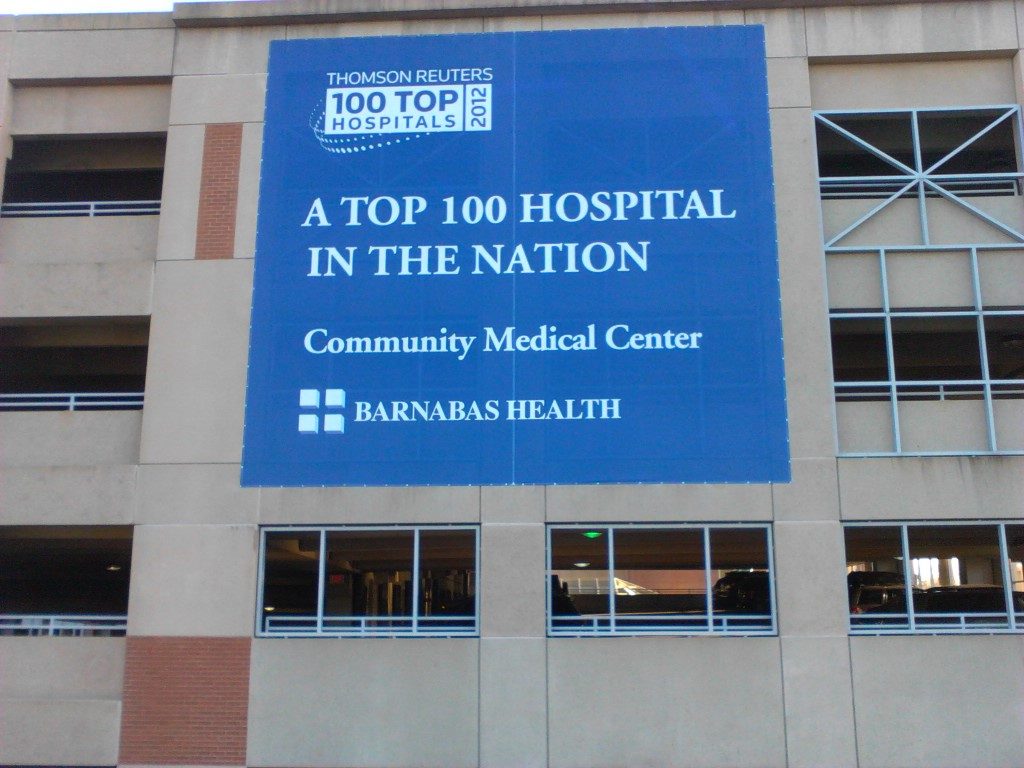 THOMSON REUTERS
100 TOP
HOSPITALS
2012
A TOP 100 HOSPITAL
IN THE NATION
Community Medical Center
BARNABAS HEALTH